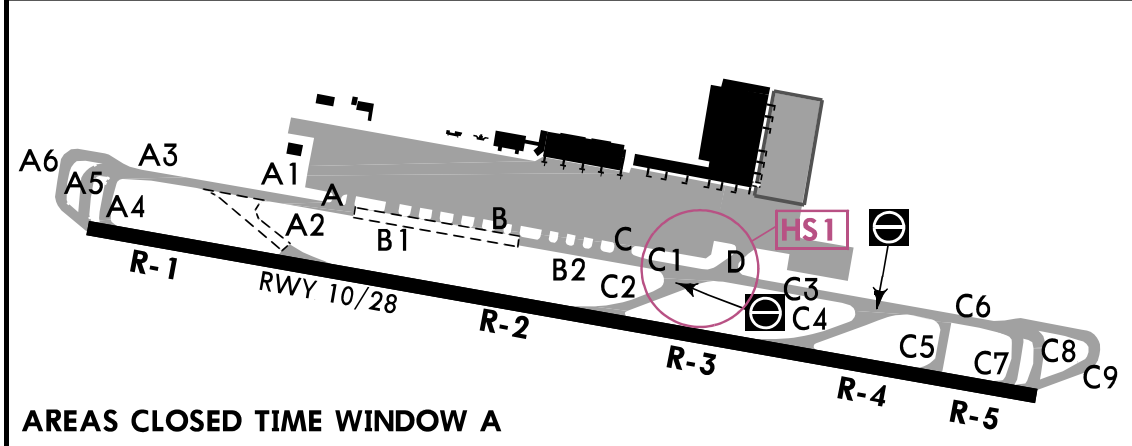 A6
A5
A4
A3
A1
A
A2
B1
B
B2
C
C1
D
HS1
C2
C3
C4
C6
C5
C7
C8
C9
R-1
RWY 10/28
R-2
R-3
R-4
R-5
AREAS CLOSED TIME WINDOW A